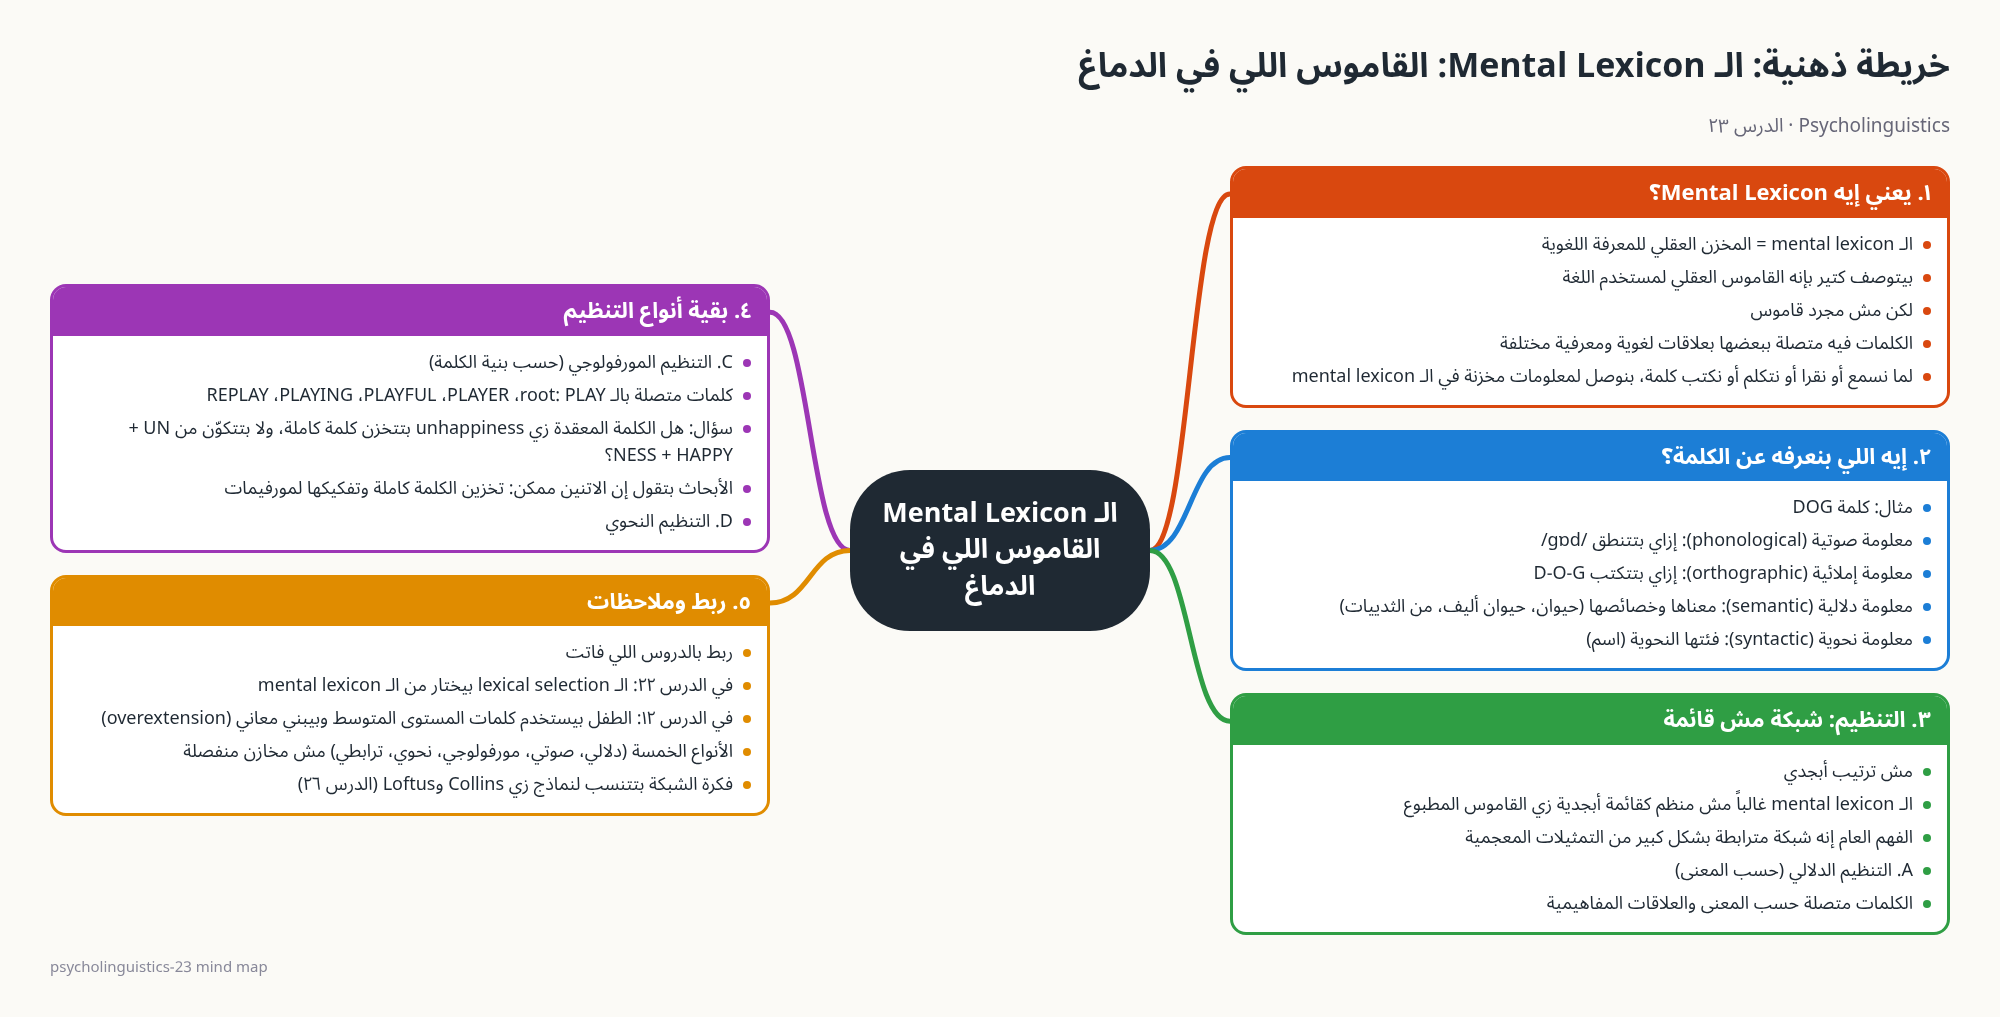 خريطة ذهنية: الـ Mental Lexicon: القاموس اللي في الدماغ
Psycholinguistics · الدرس ٢٣
١. يعني إيه Mental Lexicon؟
الـ mental lexicon = المخزن العقلي للمعرفة اللغوية
بيتوصف كتير بإنه القاموس العقلي لمستخدم اللغة
لكن مش مجرد قاموس
الكلمات فيه متصلة ببعضها بعلاقات لغوية ومعرفية مختلفة
لما نسمع أو نقرا أو نتكلم أو نكتب كلمة، بنوصل لمعلومات مخزنة في الـ mental lexicon
٢. إيه اللي بنعرفه عن الكلمة؟
مثال: كلمة DOG
معلومة صوتية (phonological): إزاي بتتنطق /gɒd/
معلومة إملائية (orthographic): إزاي بتتكتب D-O-G
معلومة دلالية (semantic): معناها وخصائصها (حيوان، حيوان أليف، من الثدييات)
معلومة نحوية (syntactic): فئتها النحوية (اسم)
٣. التنظيم: شبكة مش قائمة
مش ترتيب أبجدي
الـ mental lexicon غالباً مش منظم كقائمة أبجدية زي القاموس المطبوع
الفهم العام إنه شبكة مترابطة بشكل كبير من التمثيلات المعجمية
A. التنظيم الدلالي (حسب المعنى)
الكلمات متصلة حسب المعنى والعلاقات المفاهيمية
الـ Mental Lexicon
القاموس اللي في
الدماغ
٤. بقية أنواع التنظيم
C. التنظيم المورفولوجي (حسب بنية الكلمة)
كلمات متصلة بالـ root: PLAY، PLAYER، PLAYFUL، PLAYING، REPLAY
سؤال: هل الكلمة المعقدة زي unhappiness بتتخزن كلمة كاملة، ولا بتتكوّن من UN +
NESS + HAPPY؟
الأبحاث بتقول إن الاتنين ممكن: تخزين الكلمة كاملة وتفكيكها لمورفيمات
D. التنظيم النحوي
٥. ربط وملاحظات
ربط بالدروس اللي فاتت
في الدرس ٢٢: الـ lexical selection بيختار من الـ mental lexicon
في الدرس ١٢: الطفل بيستخدم كلمات المستوى المتوسط وبيبني معاني (overextension)
الأنواع الخمسة (دلالي، صوتي، مورفولوجي، نحوي، ترابطي) مش مخازن منفصلة
فكرة الشبكة بتتنسب لنماذج زي Collins وLoftus (الدرس ٢٦)
psycholinguistics-23 mind map